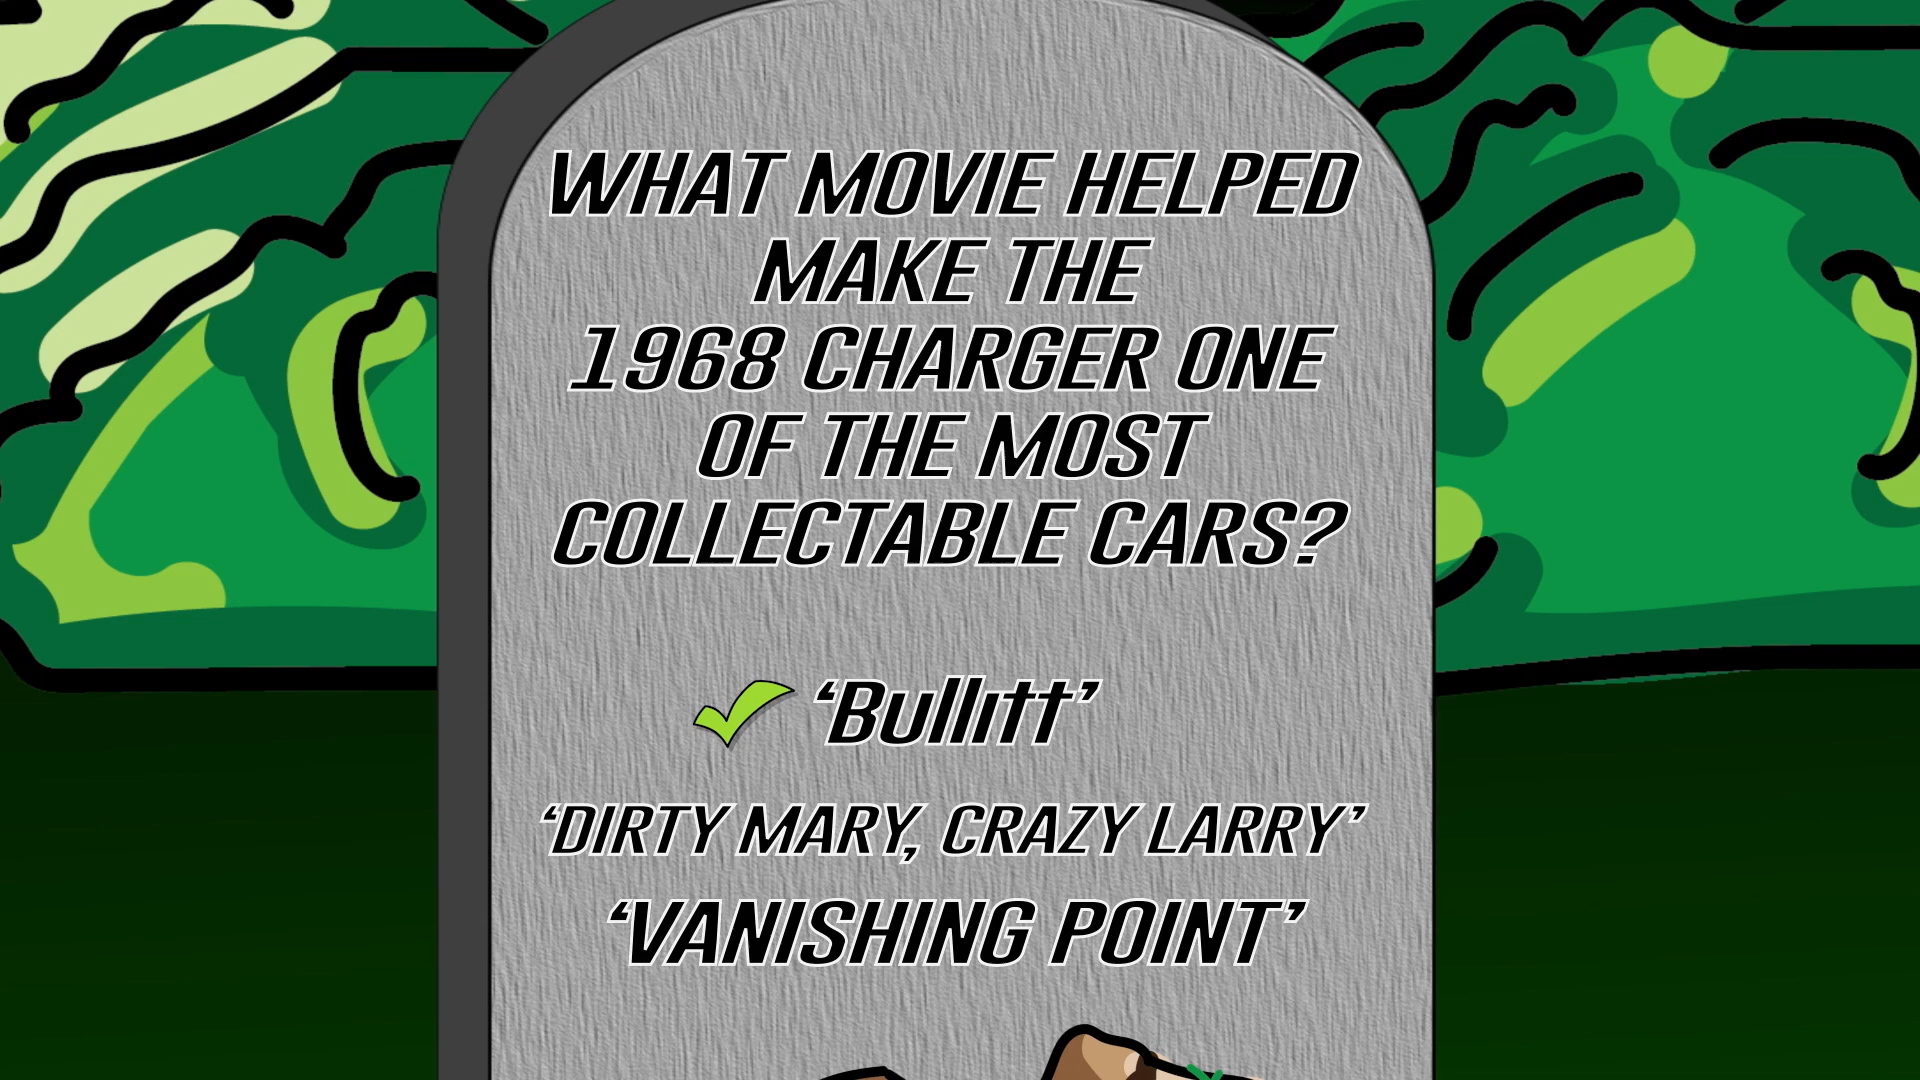 WHAT MOVIE HELPED
MAKE THE
1968 CHARGER ONE
OF THE MOST
COLLECTABLE CARS?
‘Bullitt’
‘DIRTY MARY, CRAZY LARRY’
‘VANISHING POINT’